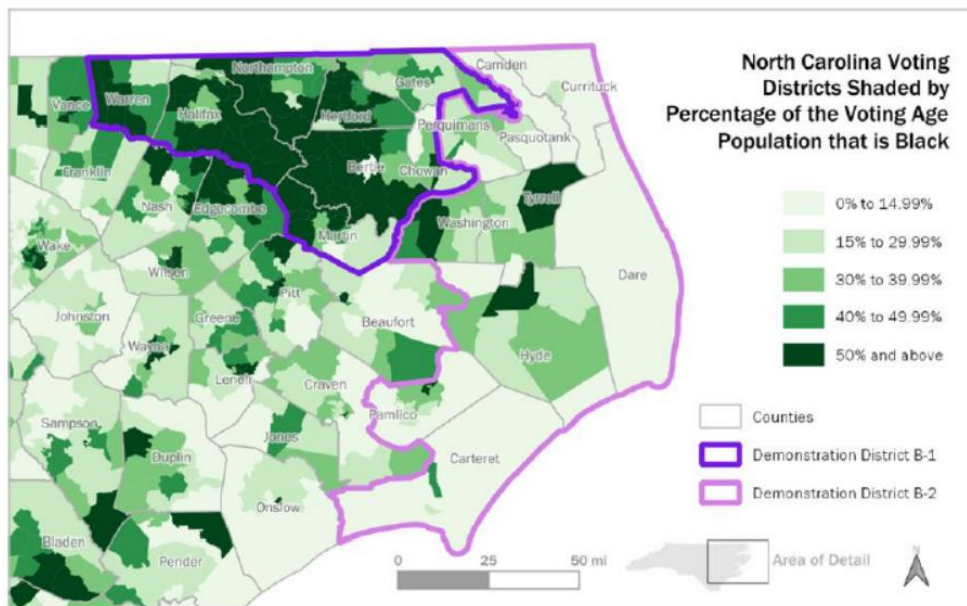 North Carolina Voting
Districts Shaded by
Percentage of the Voting Age
Population that is Black
0% to 14.99%
15% to 29.99%
30% to 39.99%
40% to 49.99%
50% and above
Counties
Demonstration District B-1
Demonstration District B-2
Area of Detail
N
0 25 50 mi
Northampton
Camden
Currituck
Gates
Vance
Warren
Halifax
Hertford
Perquimans
Pasquotank
Franklin
Bertie
Chowan
Nash
Edgecombe
Washington
Tyrrell
Martin
Wake
Wilson
Dare
Pitt
Johnston
Greene
Beaufort
Wayne
Hyde
Lenoir
Craven
Sampson
Jones
Pamlico
Duplin
Carteret
Onslow
Bladen
Pender